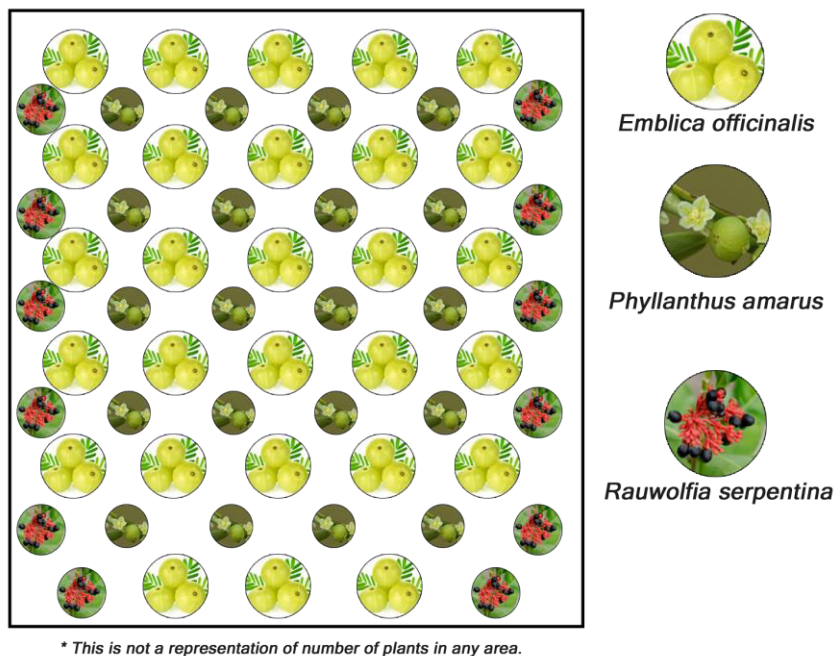 Emblica officinalis
Phyllanthus amarus
Rauwolfia serpentina
* This is not a representation of number of plants in any area.